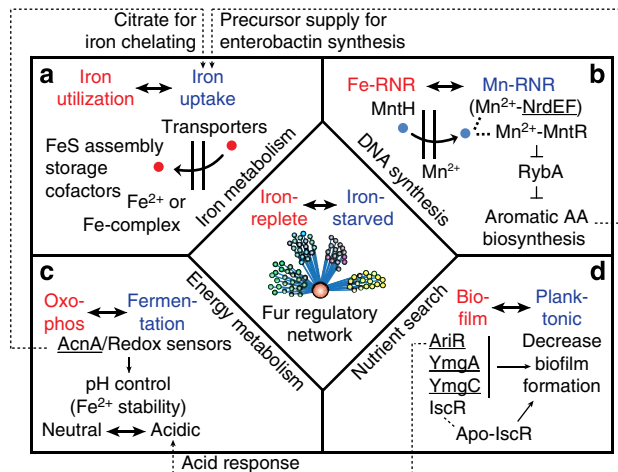 Citrate for
iron chelating
Precursor supply for
enterobactin synthesis
a
Iron
utilization
Iron
uptake
Transporters
FeS assembly
storage
cofactors
Fe²⁺ or
Fe-complex
Iron metabolism
b
Fe-RNR
Mn-RNR
MntH
(Mn²⁺-NrdEF)
Mn²⁺-MntR
Mn²⁺
RybA
Aromatic AA
biosynthesis
DNA synthesis
Iron-
replete
Iron-
starved
Fur regulatory
network
c
Energy metabolism
Oxo-
phos
Fermen-
tation
AcnA/Redox sensors
pH control
(Fe²⁺ stability)
Neutral
Acidic
Acid response
d
Nutrient search
Bio-
film
Plank-
tonic
AriR
YmgA
YmgC
IscR
Decrease
biofilm
formation
Apo-IscR